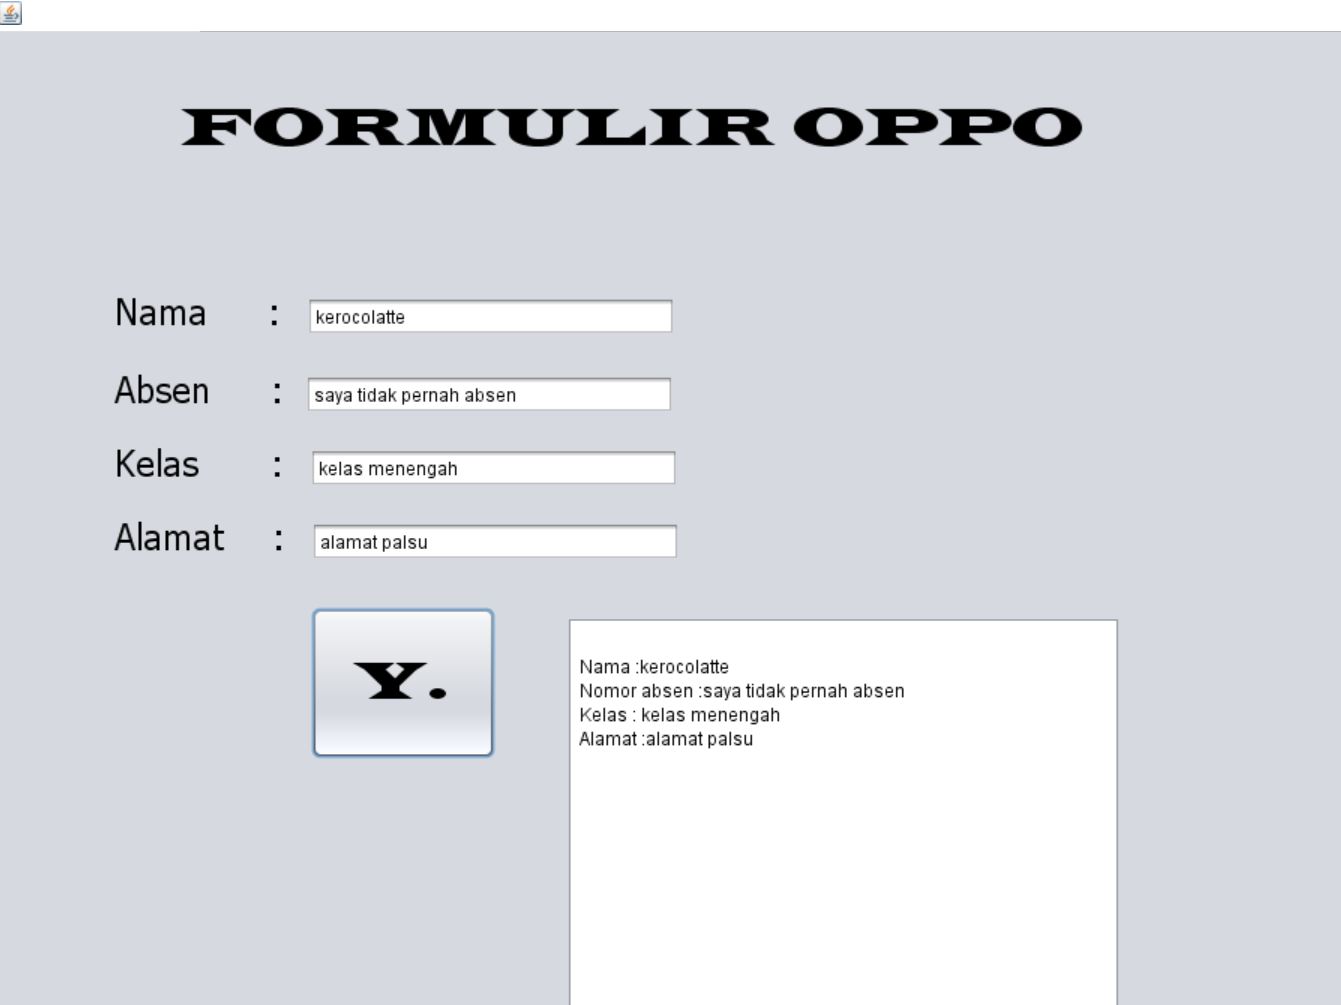 FORMULIR OPPO
Nama : kerocolatte
Absen : saya tidak pernah absen
Kelas : kelas menengah
Alamat : alamat palsu
Y.
Nama :kerocolatte
Nomor absen :saya tidak pernah absen
Kelas : kelas menengah
Alamat :alamat palsu